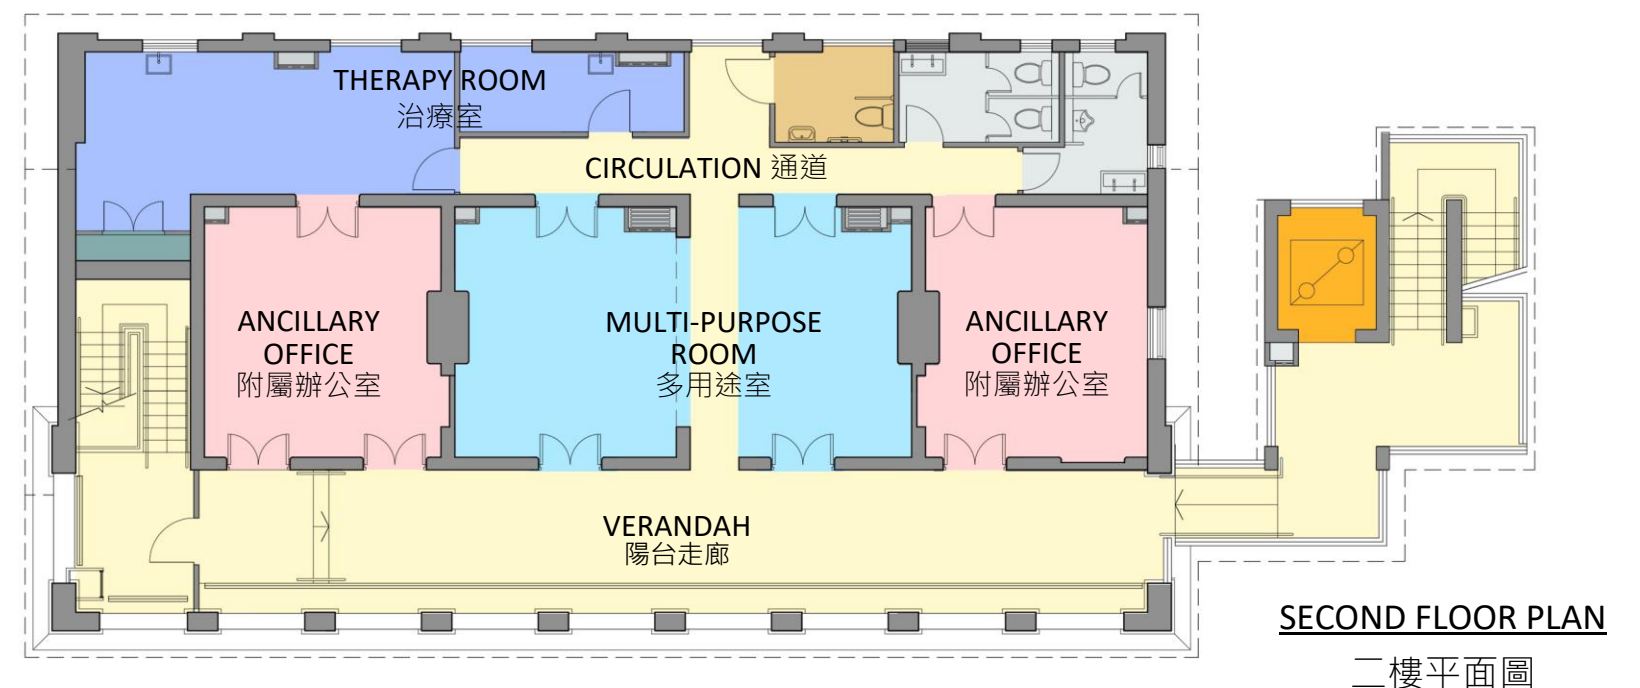 THERAPY ROOM
治療室
CIRCULATION 通道
ANCILLARY
OFFICE
附屬辦公室
MULTI-PURPOSE
ROOM
多用途室
ANCILLARY
OFFICE
附屬辦公室
VERANDAH
陽台走廊
SECOND FLOOR PLAN
二樓平面圖